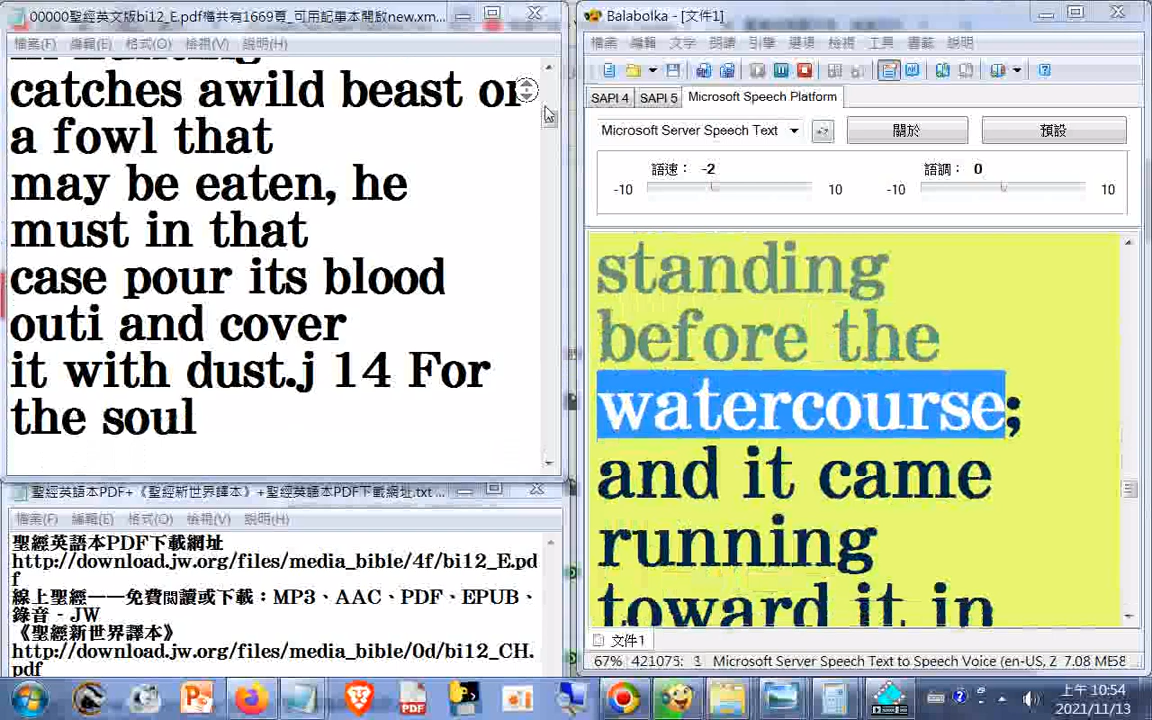 00000聖經英文版bi12_E.pdf檔共有1669頁_可用記事本開啟new.xm...
檔案(F) 編輯(E) 格式(O) 檢視(V) 說明(H)
catches awild beast or
a fowl that
may be eaten, he
must in that
case pour its blood
outi and cover
it with dust.j 14 For
the soul
聖經英語本PDF+《聖經新世界譯本》+聖經英語本PDF下載網址.txt ...
檔案(F) 編輯(E) 格式(O) 檢視(V) 說明(H)
聖經英語本PDF下載網址
http://download.jw.org/files/media_bible/4f/bi12_E.pd
f
線上聖經——免費閱讀或下載：MP3、AAC、PDF、EPUB、
錄音 - JW
《聖經新世界譯本》
http://download.jw.org/files/media_bible/0d/bi12_CH.
pdf
Balabolka - [文件1]
檔案 編輯 文字 朗讀 引擎 選項 檢視 工具 書籤 說明
SAPI 4 SAPI 5 Microsoft Speech Platform
Microsoft Server Speech Text 關於 預設
語速： -2 語調： 0
-10 10 -10 10
standing
before the
watercourse;
and it came
running
toward it in
文件1
67% 421075: Microsoft Server Speech Text to Speech Voice (en-US, Z 7.08 ME
PDF
上午 10:54
2021/11/13